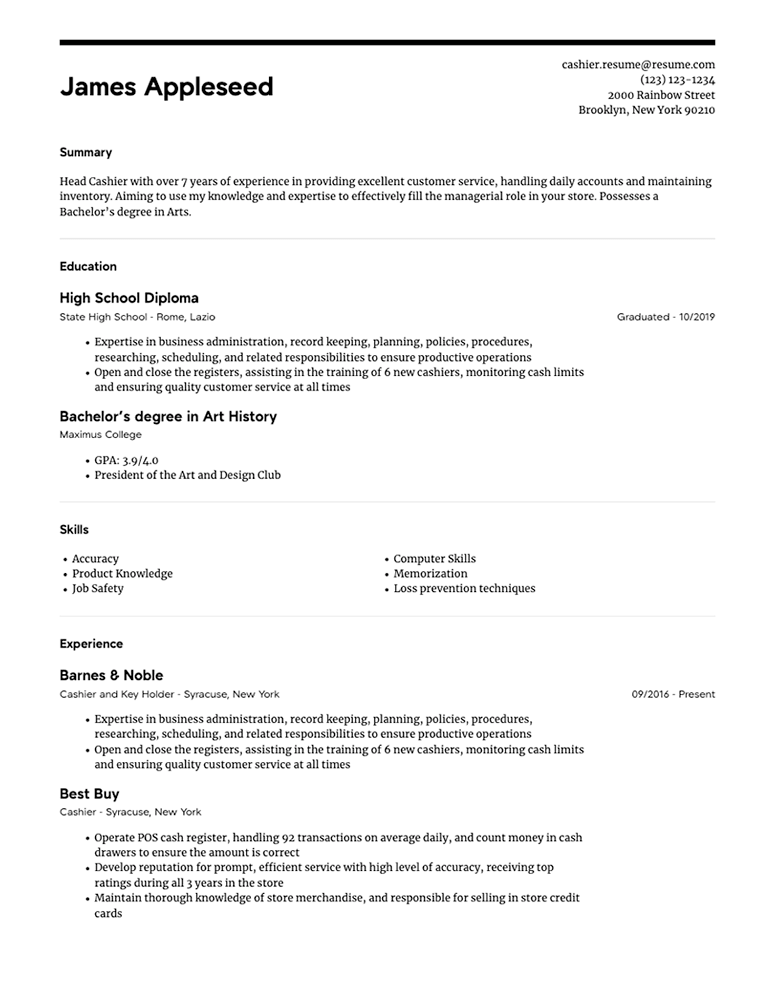 James Appleseed
cashier.resume@resume.com
(123) 123-1234
2000 Rainbow Street
Brooklyn, New York 90210
Summary
Head Cashier with over 7 years of experience in providing excellent customer service, handling daily accounts and maintaining
inventory. Aiming to use my knowledge and expertise to effectively fill the managerial role in your store. Possesses a
Bachelor's degree in Arts.
Education
High School Diploma
State High School - Rome, Lazio
Graduated - 10/2019
• Expertise in business administration, record keeping, planning, policies, procedures,
researching, scheduling, and related responsibilities to ensure productive operations
• Open and close the registers, assisting in the training of 6 new cashiers, monitoring cash limits
and ensuring quality customer service at all times
Bachelor's degree in Art History
Maximus College
• GPA: 3.9/4.0
• President of the Art and Design Club
Skills
• Accuracy
• Product Knowledge
• Job Safety
• Computer Skills
• Memorization
• Loss prevention techniques
Experience
Barnes & Noble
Cashier and Key Holder - Syracuse, New York
09/2016 - Present
• Expertise in business administration, record keeping, planning, policies, procedures,
researching, scheduling, and related responsibilities to ensure productive operations
• Open and close the registers, assisting in the training of 6 new cashiers, monitoring cash limits
and ensuring quality customer service at all times
Best Buy
Cashier - Syracuse, New York
• Operate POS cash register, handling 92 transactions on average daily, and count money in cash
drawers to ensure the amount is correct
• Develop reputation for prompt, efficient service with high level of accuracy, receiving top
ratings during all 3 years in the store
• Maintain thorough knowledge of store merchandise, and responsible for selling in store credit
cards